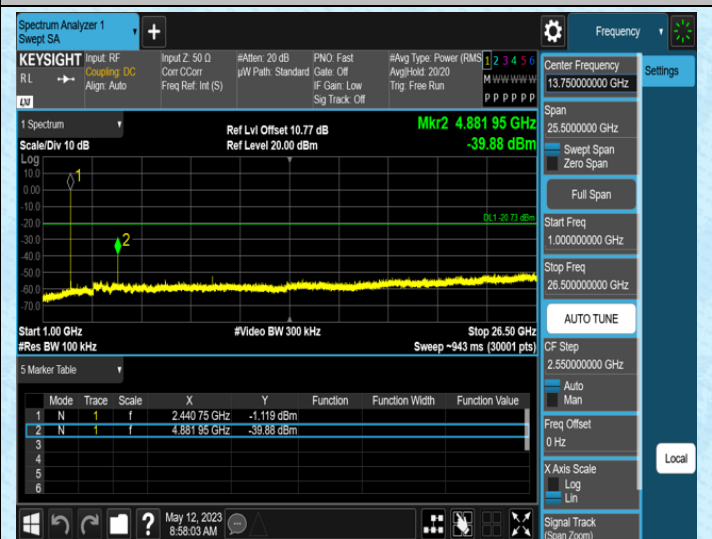 Spectrum Analyzer 1
Swept SA
+
Frequency
KEYSIGHT
RL
LXI
Input: RF
Coupling: DC
Align: Auto
Input Z: 50 Ω
Corr CCorr
Freq Ref: Int (S)
#Atten: 20 dB
µW Path: Standard
PNO: Fast
Gate: Off
IF Gain: Low
Sig Track: Off
#Avg Type: Power (RMS
Avg|Hold: 20/20
Trig: Free Run
1 2 3 4 5 6
M W W W W W
P P P P P P
Center Frequency
13.750000000 GHz
Settings
Span
25.5000000 GHz
Swept Span
Zero Span
Full Span
Start Freq
1.000000000 GHz
Stop Freq
26.500000000 GHz
AUTO TUNE
CF Step
2.550000000 GHz
Auto
Man
Freq Offset
0 Hz
X Axis Scale
Log
Lin
Signal Track
(Span Zoom)
Local
1 Spectrum
Scale/Div 10 dB
Ref Lvl Offset 10.77 dB
Ref Level 20.00 dBm
Mkr2 4.881 95 GHz
-39.88 dBm
Log
10.0
0.00
-10.0
-20.0
-30.0
-40.0
-50.0
-60.0
-70.0
1
2
DL1 -20.73 dBm
Start 1.00 GHz
#Res BW 100 kHz
#Video BW 300 kHz
Stop 26.50 GHz
Sweep ~943 ms (30001 pts)
5 Marker Table
Mode Trace Scale X Y Function Function Width Function Value
1 N 1 f 2.440 75 GHz -1.119 dBm
2 N 1 f 4.881 95 GHz -39.88 dBm
3
4
5
6
?
May 12, 2023
8:58:03 AM